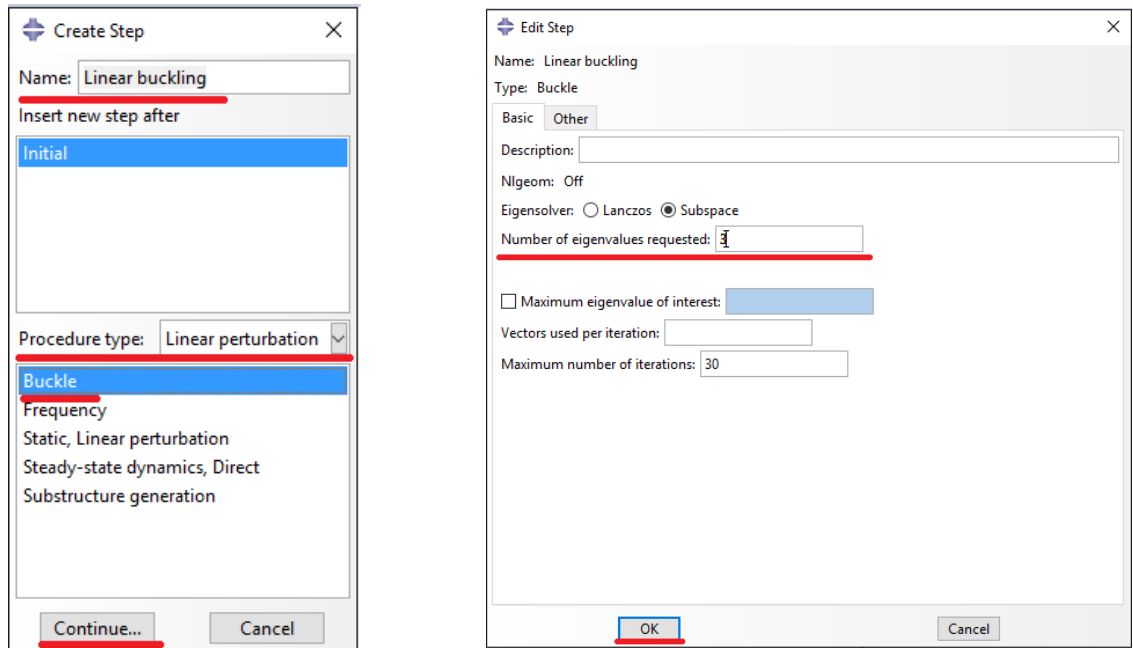 Create Step
Name: Linear buckling
Insert new step after
Initial
Procedure type: Linear perturbation
Buckle
Frequency
Static, Linear perturbation
Steady-state dynamics, Direct
Substructure generation
Continue... Cancel
Edit Step
Name: Linear buckling
Type: Buckle
Basic Other
Description:
Nlgeom: Off
Eigensolver: Lanczos Subspace
Number of eigenvalues requested: 3
Maximum eigenvalue of interest:
Vectors used per iteration:
Maximum number of iterations: 30
OK Cancel